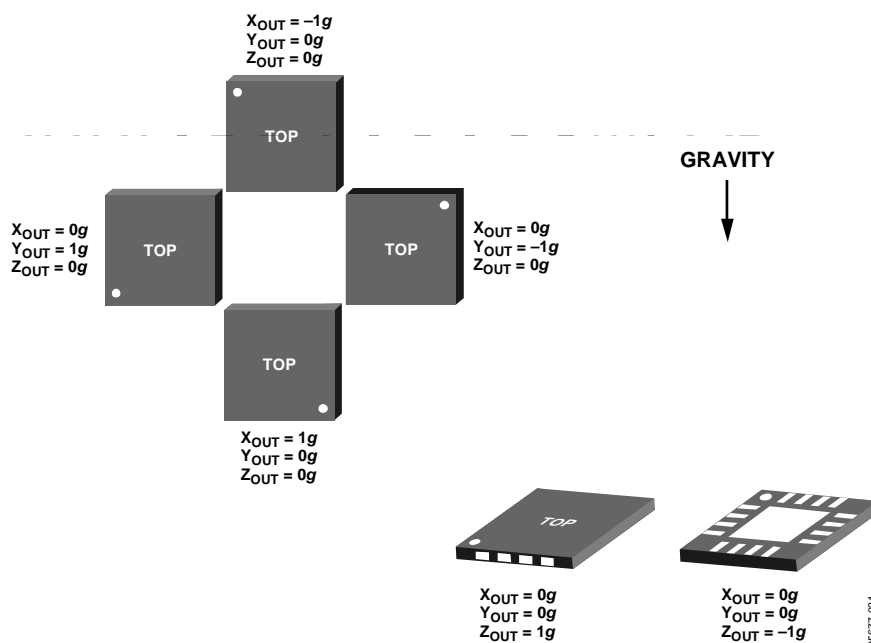 XOUT = –1g
YOUT = 0g
ZOUT = 0g
TOP
GRAVITY
XOUT = 0g
YOUT = 1g
ZOUT = 0g
TOP
TOP
XOUT = 0g
YOUT = –1g
ZOUT = 0g
TOP
XOUT = 1g
YOUT = 0g
ZOUT = 0g
TOP
XOUT = 0g
YOUT = 0g
ZOUT = 1g
XOUT = 0g
YOUT = 0g
ZOUT = –1g